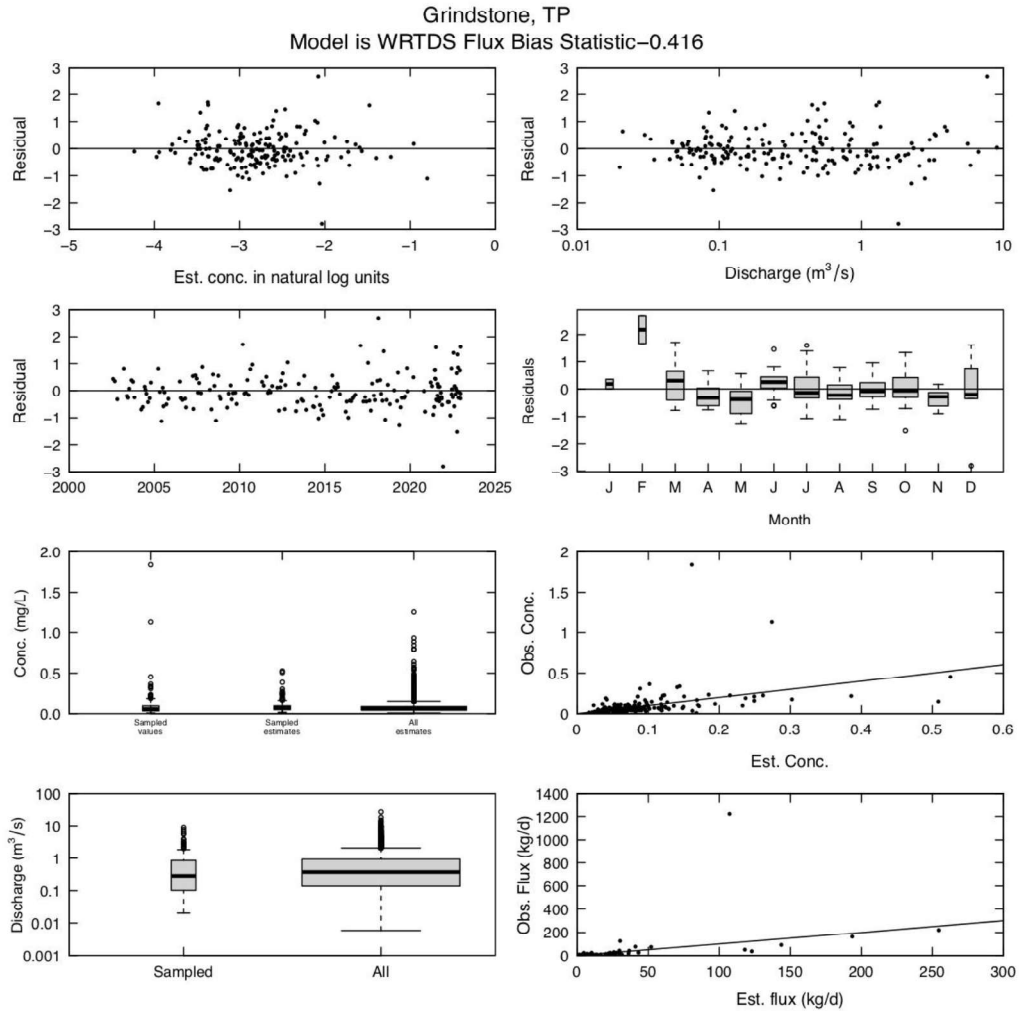 Grindstone, TP
Model is WRTDS Flux Bias Statistic-0.416
3
2
1
0
-1
-2
-3
Residual
-5
-4
-3
-2
-1
0
Est. conc. in natural log units
3
2
1
0
-1
-2
-3
Residual
0.01
0.1
1
10
Discharge (m³/s)
3
2
1
0
-1
-2
-3
Residual
2000
2005
2010
2015
2020
2025
2
1
0
-1
-2
-3
Residuals
J
F
M
A
M
J
J
A
S
O
N
D
Month
2.0
1.5
1.0
0.5
0.0
Conc. (mg/L)
Sampled
values
Sampled
estimates
All
estimates
2
1.5
1
0.5
0
Obs. Conc.
0
0.1
0.2
0.3
0.4
0.5
0.6
Est. Conc.
100
10
1
0.1
0.01
0.001
Discharge (m³/s)
Sampled
All
1400
1200
1000
800
600
400
200
0
Obs. Flux (kg/d)
0
50
100
150
200
250
300
Est. flux (kg/d)